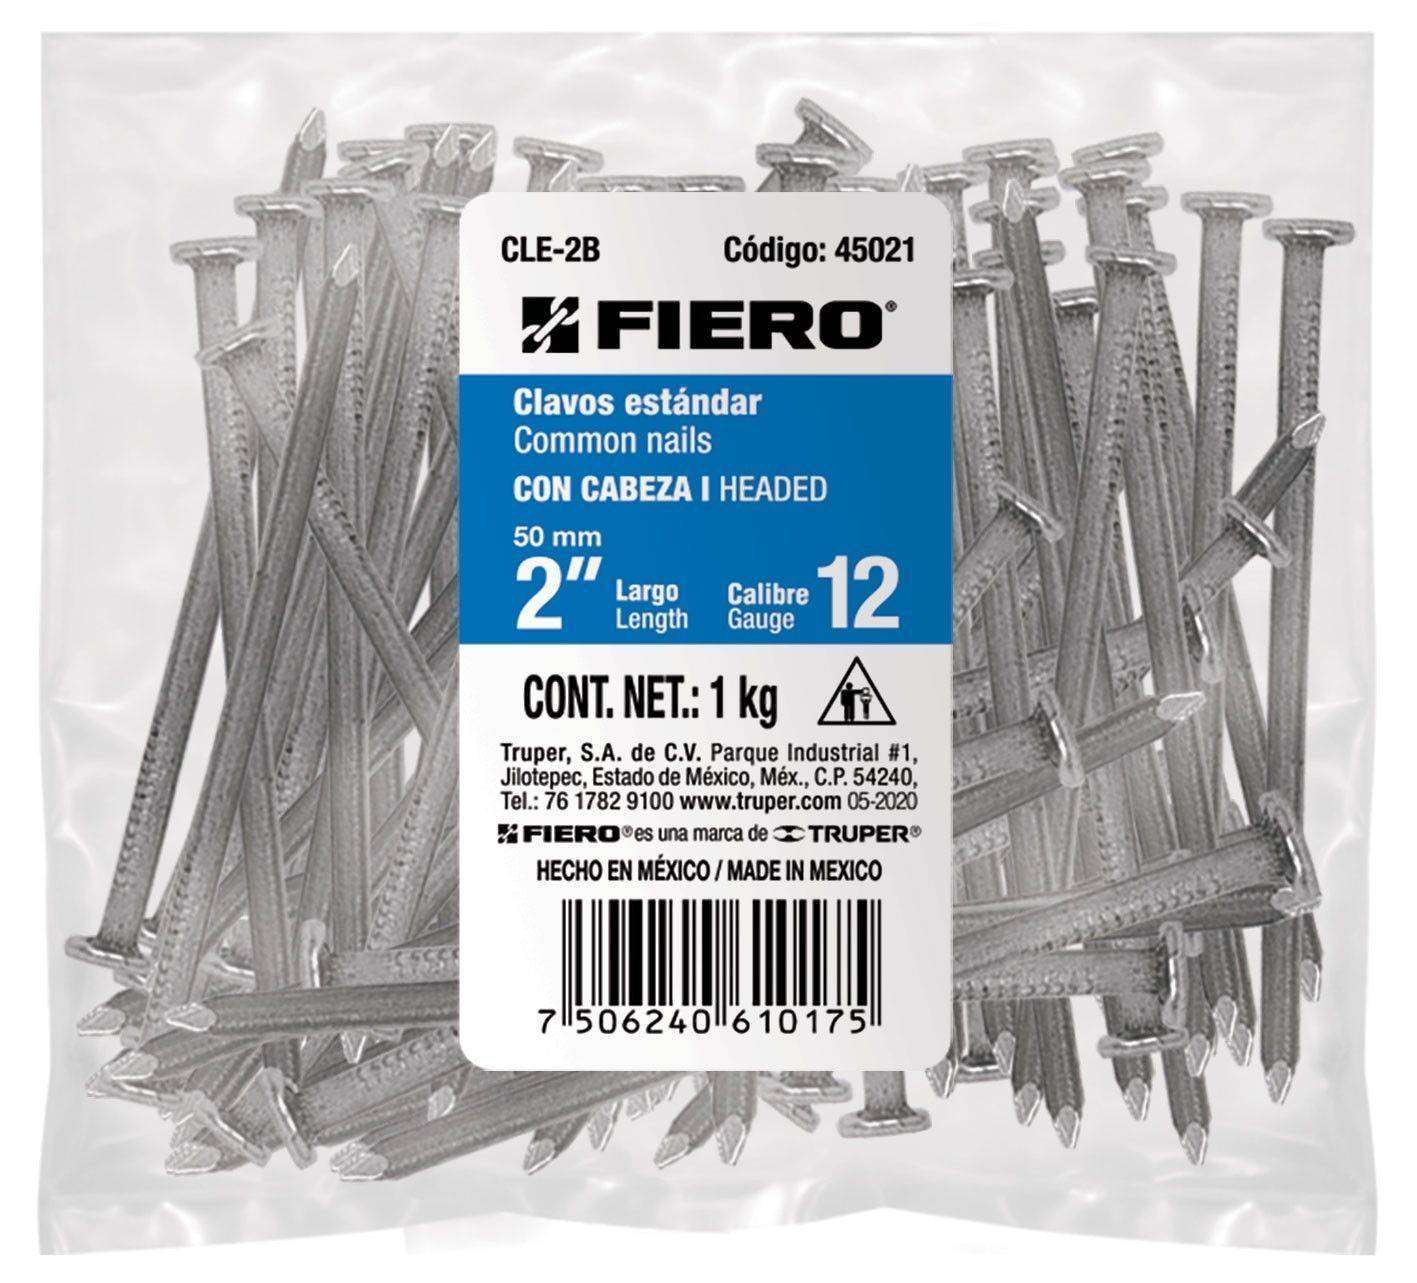 CLE-2B Código: 45021
FIERO®
Clavos estándar
Common nails
CON CABEZA I HEADED
50 mm
2" Largo Length Calibre Gauge 12
CONT. NET.: 1 kg
Truper, S.A. de C.V. Parque Industrial #1,
Jilotepec, Estado de México, Méx., C.P. 54240,
Tel.: 76 1782 9100 www.truper.com 05-2020
FIERO® es una marca de TRUPER®
HECHO EN MÉXICO / MADE IN MEXICO
7 506240 610175